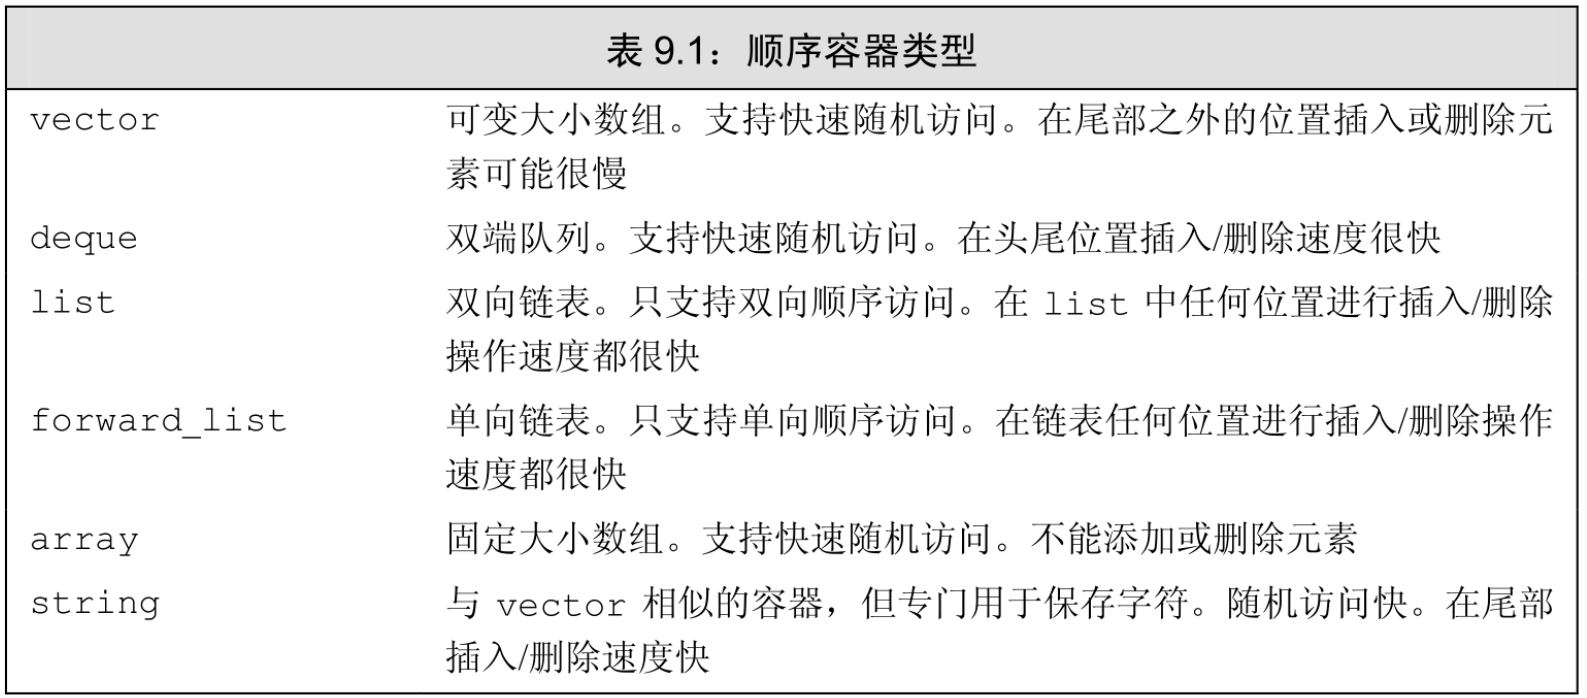 表 9.1：顺序容器类型
vector 可变大小数组。支持快速随机访问。在尾部之外的位置插入或删除元
素可能很慢
deque 双端队列。支持快速随机访问。在头尾位置插入/删除速度很快
list 双向链表。只支持双向顺序访问。在 list 中任何位置进行插入/删除
操作速度都很快
forward_list 单向链表。只支持单向顺序访问。在链表任何位置进行插入/删除操作
速度都很快
array 固定大小数组。支持快速随机访问。不能添加或删除元素
string 与 vector 相似的容器，但专门用于保存字符。随机访问快。在尾部
插入/删除速度快